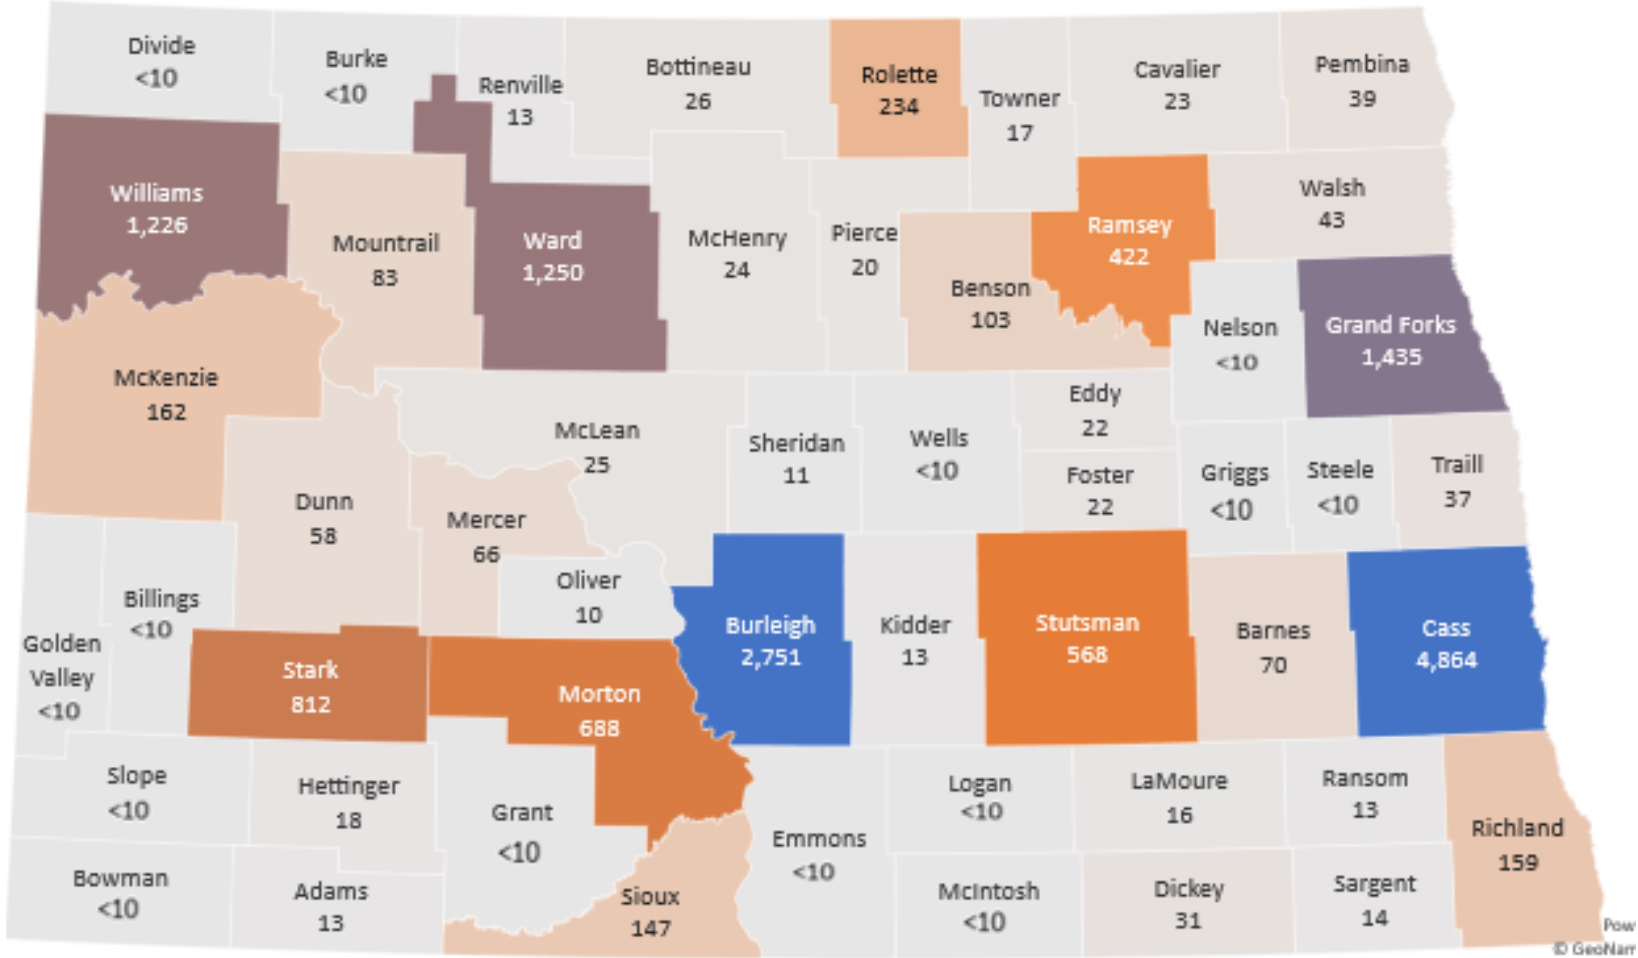 Divide
<10
Burke
<10
Renville
13
Bottineau
26
Rolette
234
Towner
17
Cavalier
23
Pembina
39
Williams
1,226
Mountrail
83
Ward
1,250
McHenry
24
Pierce
20
Benson
103
Ramsey
422
Walsh
43
Nelson
<10
Grand Forks
1,435
McKenzie
162
Dunn
58
McLean
25
Mercer
66
Oliver
10
Sheridan
11
Wells
<10
Eddy
22
Foster
22
Griggs
<10
Steele
<10
Traill
37
Golden
Valley
<10
Billings
<10
Stark
812
Morton
688
Burleigh
2,751
Kidder
13
Stutsman
568
Barnes
70
Cass
4,864
Slope
<10
Hettinger
18
Grant
<10
Bowman
<10
Adams
13
Sioux
147
Emmons
<10
Logan
<10
McIntosh
<10
LaMoure
16
Dickey
31
Ransom
13
Sargent
14
Richland
159
Pow
© GeoNam